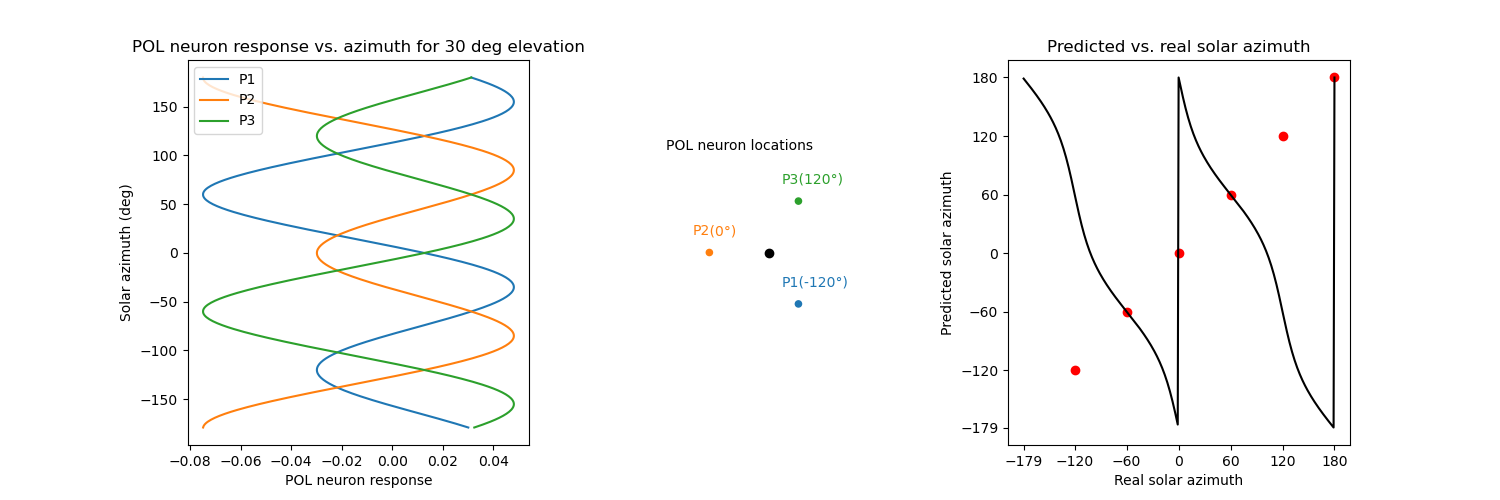 POL neuron response vs. azimuth for 30 deg elevation
P1
P2
P3
150
100
50
0
−50
−100
−150
Solar azimuth (deg)
−0.08 −0.06 −0.04 −0.02 0.00 0.02 0.04
POL neuron response
POL neuron locations
P3(120°)
P2(0°)
P1(-120°)
Predicted vs. real solar azimuth
180
120
60
0
−60
−120
−179
Predicted solar azimuth
−179 −120 −60 0 60 120 180
Real solar azimuth